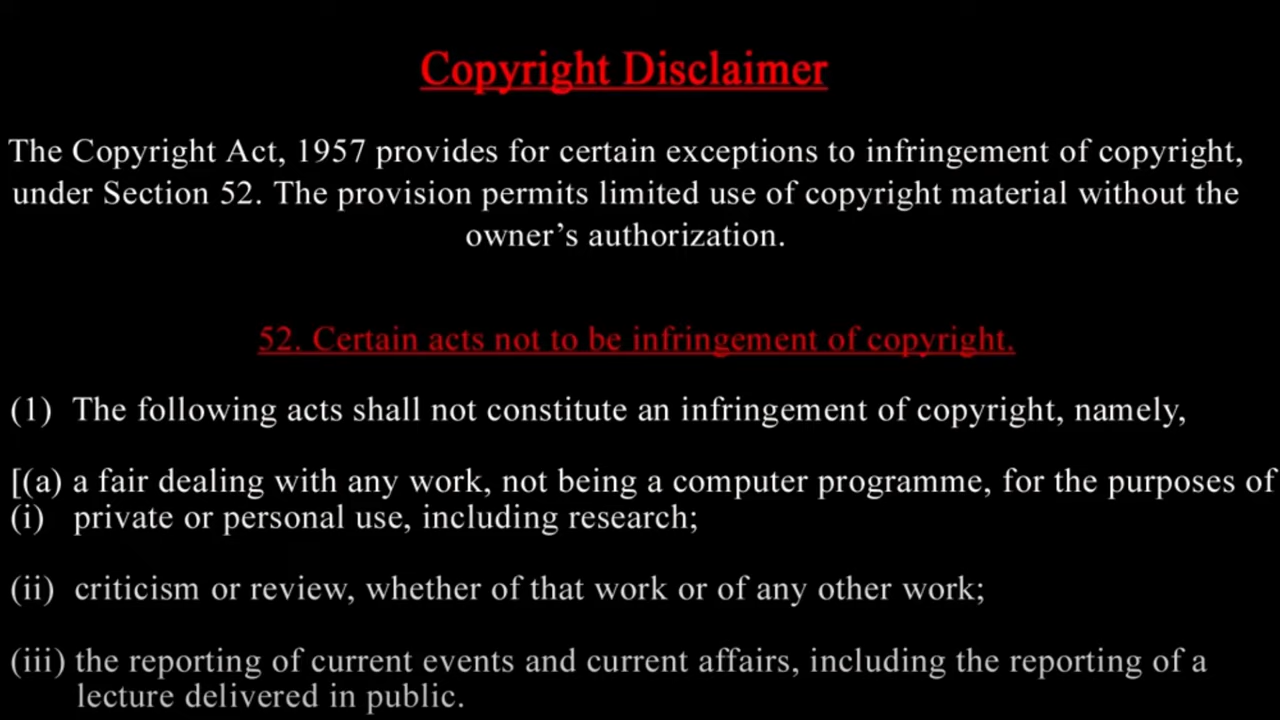 Copyright Disclaimer
The Copyright Act, 1957 provides for certain exceptions to infringement of copyright,
under Section 52. The provision permits limited use of copyright material without the
owner’s authorization.
52. Certain acts not to be infringement of copyright.
(1) The following acts shall not constitute an infringement of copyright, namely,
[(a) a fair dealing with any work, not being a computer programme, for the purposes of
(i) private or personal use, including research;
(ii) criticism or review, whether of that work or of any other work;
(iii) the reporting of current events and current affairs, including the reporting of a
lecture delivered in public.